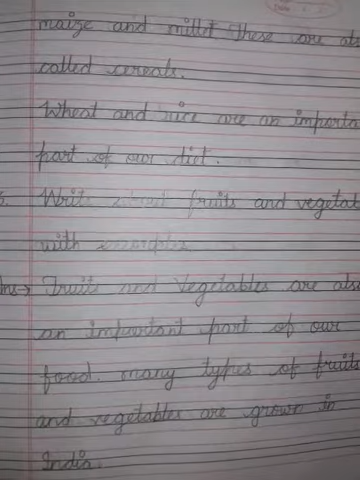 maize and millet These are als
called cereals.
Wheat and rice are an importa
part of our diet.
Write about fruits and vegetab
with examples
Ans→ Fruits and Vegetables are also
an important part of our
food. many types of fruits
and vegetables are grown in
India.